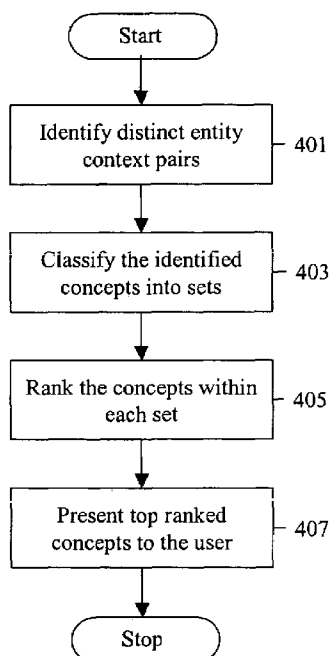 Start
Identify distinct entity
context pairs
401
Classify the identified
concepts into sets
403
Rank the concepts within
each set
405
Present top ranked
concepts to the user
407
Stop